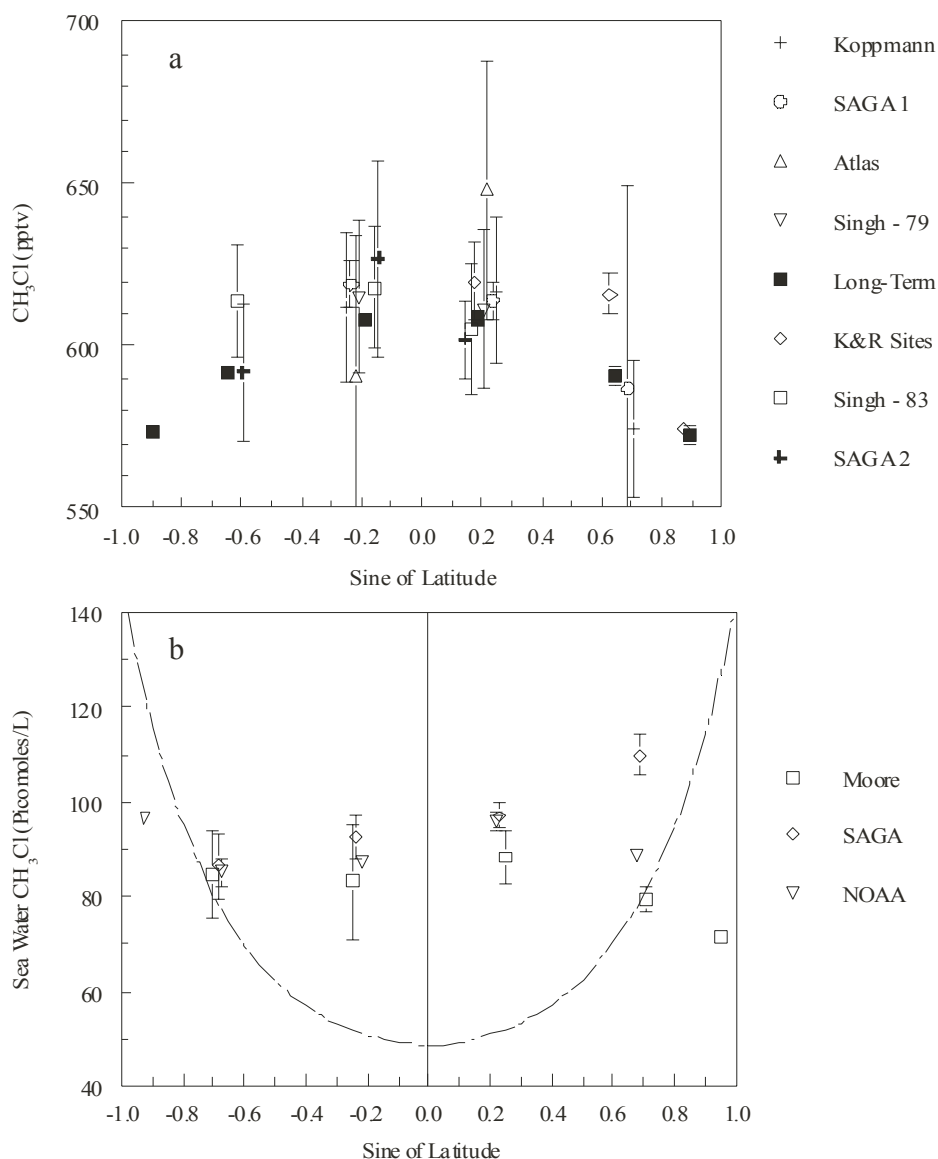 700
650
600
550
CH₃Cl (pptv)
a
-1.0 -0.8 -0.6 -0.4 -0.2 0.0 0.2 0.4 0.6 0.8 1.0
Sine of Latitude
Koppmann
SAGA 1
Atlas
Singh - 79
Long-Term
K&R Sites
Singh - 83
SAGA 2
140
120
100
80
60
40
Sea Water CH₃Cl (Picomoles/L)
b
-1.0 -0.8 -0.6 -0.4 -0.2 0.0 0.2 0.4 0.6 0.8 1.0
Sine of Latitude
Moore
SAGA
NOAA